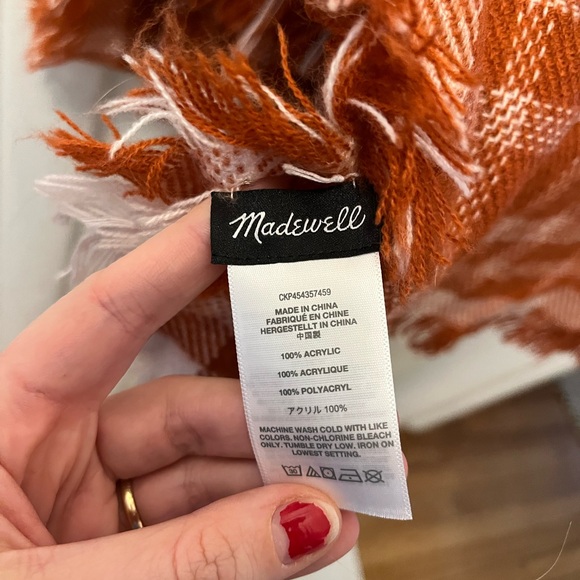 Madewell
CKP454357459
MADE IN CHINA
FABRIQUÉ EN CHINE
HERGESTELLT IN CHINA
中国製
100% ACRYLIC
100% ACRYLIQUE
100% POLYACRYL
アクリル 100%
MACHINE WASH COLD WITH LIKE
COLORS. NON-CHLORINE BLEACH
ONLY. TUMBLE DRY LOW. IRON ON
LOWEST SETTING.